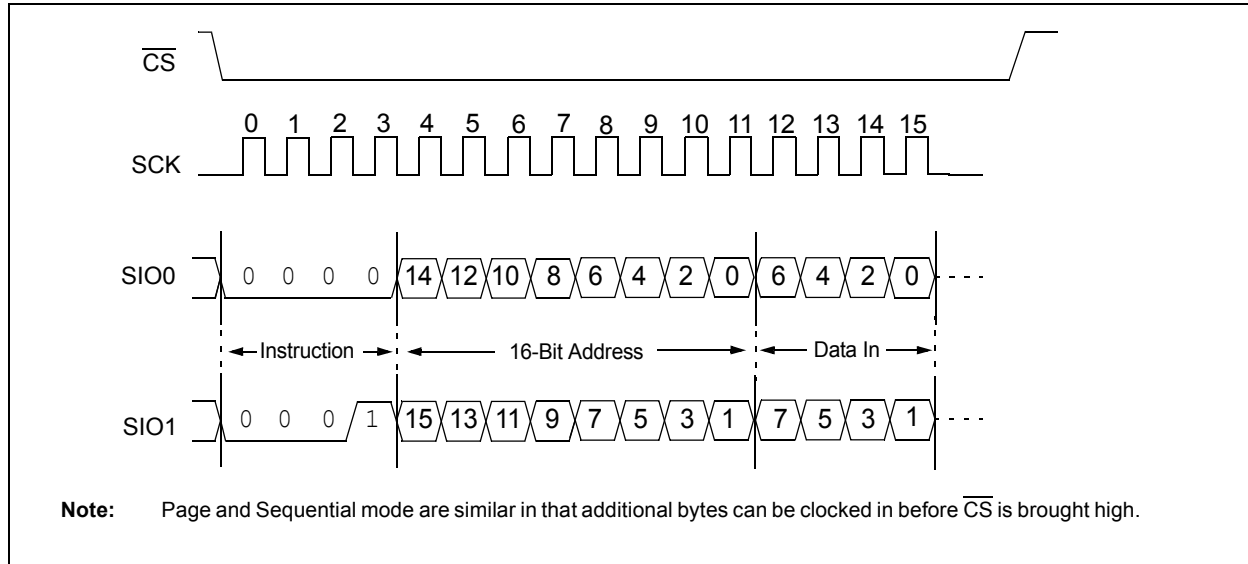 CS
0 1 2 3 4 5 6 7 8 9 10 11 12 13 14 15
SCK
SIO0 0 0 0 0 14 12 10 8 6 4 2 0 6 4 2 0
Instruction 16-Bit Address Data In
SIO1 0 0 0 1 15 13 11 9 7 5 3 1 7 5 3 1
Note: Page and Sequential mode are similar in that additional bytes can be clocked in before CS is brought high.